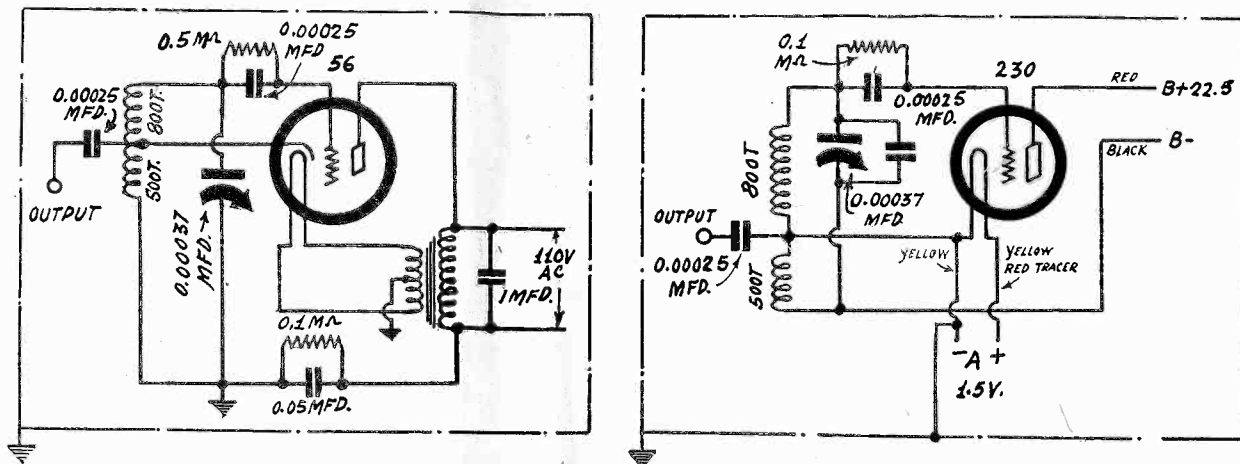 0.5 MΩ
0.00025
MFD
56
0.00025
MFD.
800T.
500T.
OUTPUT
0.00037
MFD.
110V
AC
1MFD.
0.1MΩ
0.05MFD.
0.1
MΩ
0.00025
MFD.
230
RED
B+22.5
BLACK
B-
800T
0.00037
MFD.
OUTPUT
0.00025
MFD.
500T
YELLOW
YELLOW
RED TRACER
-A +
1.5V.